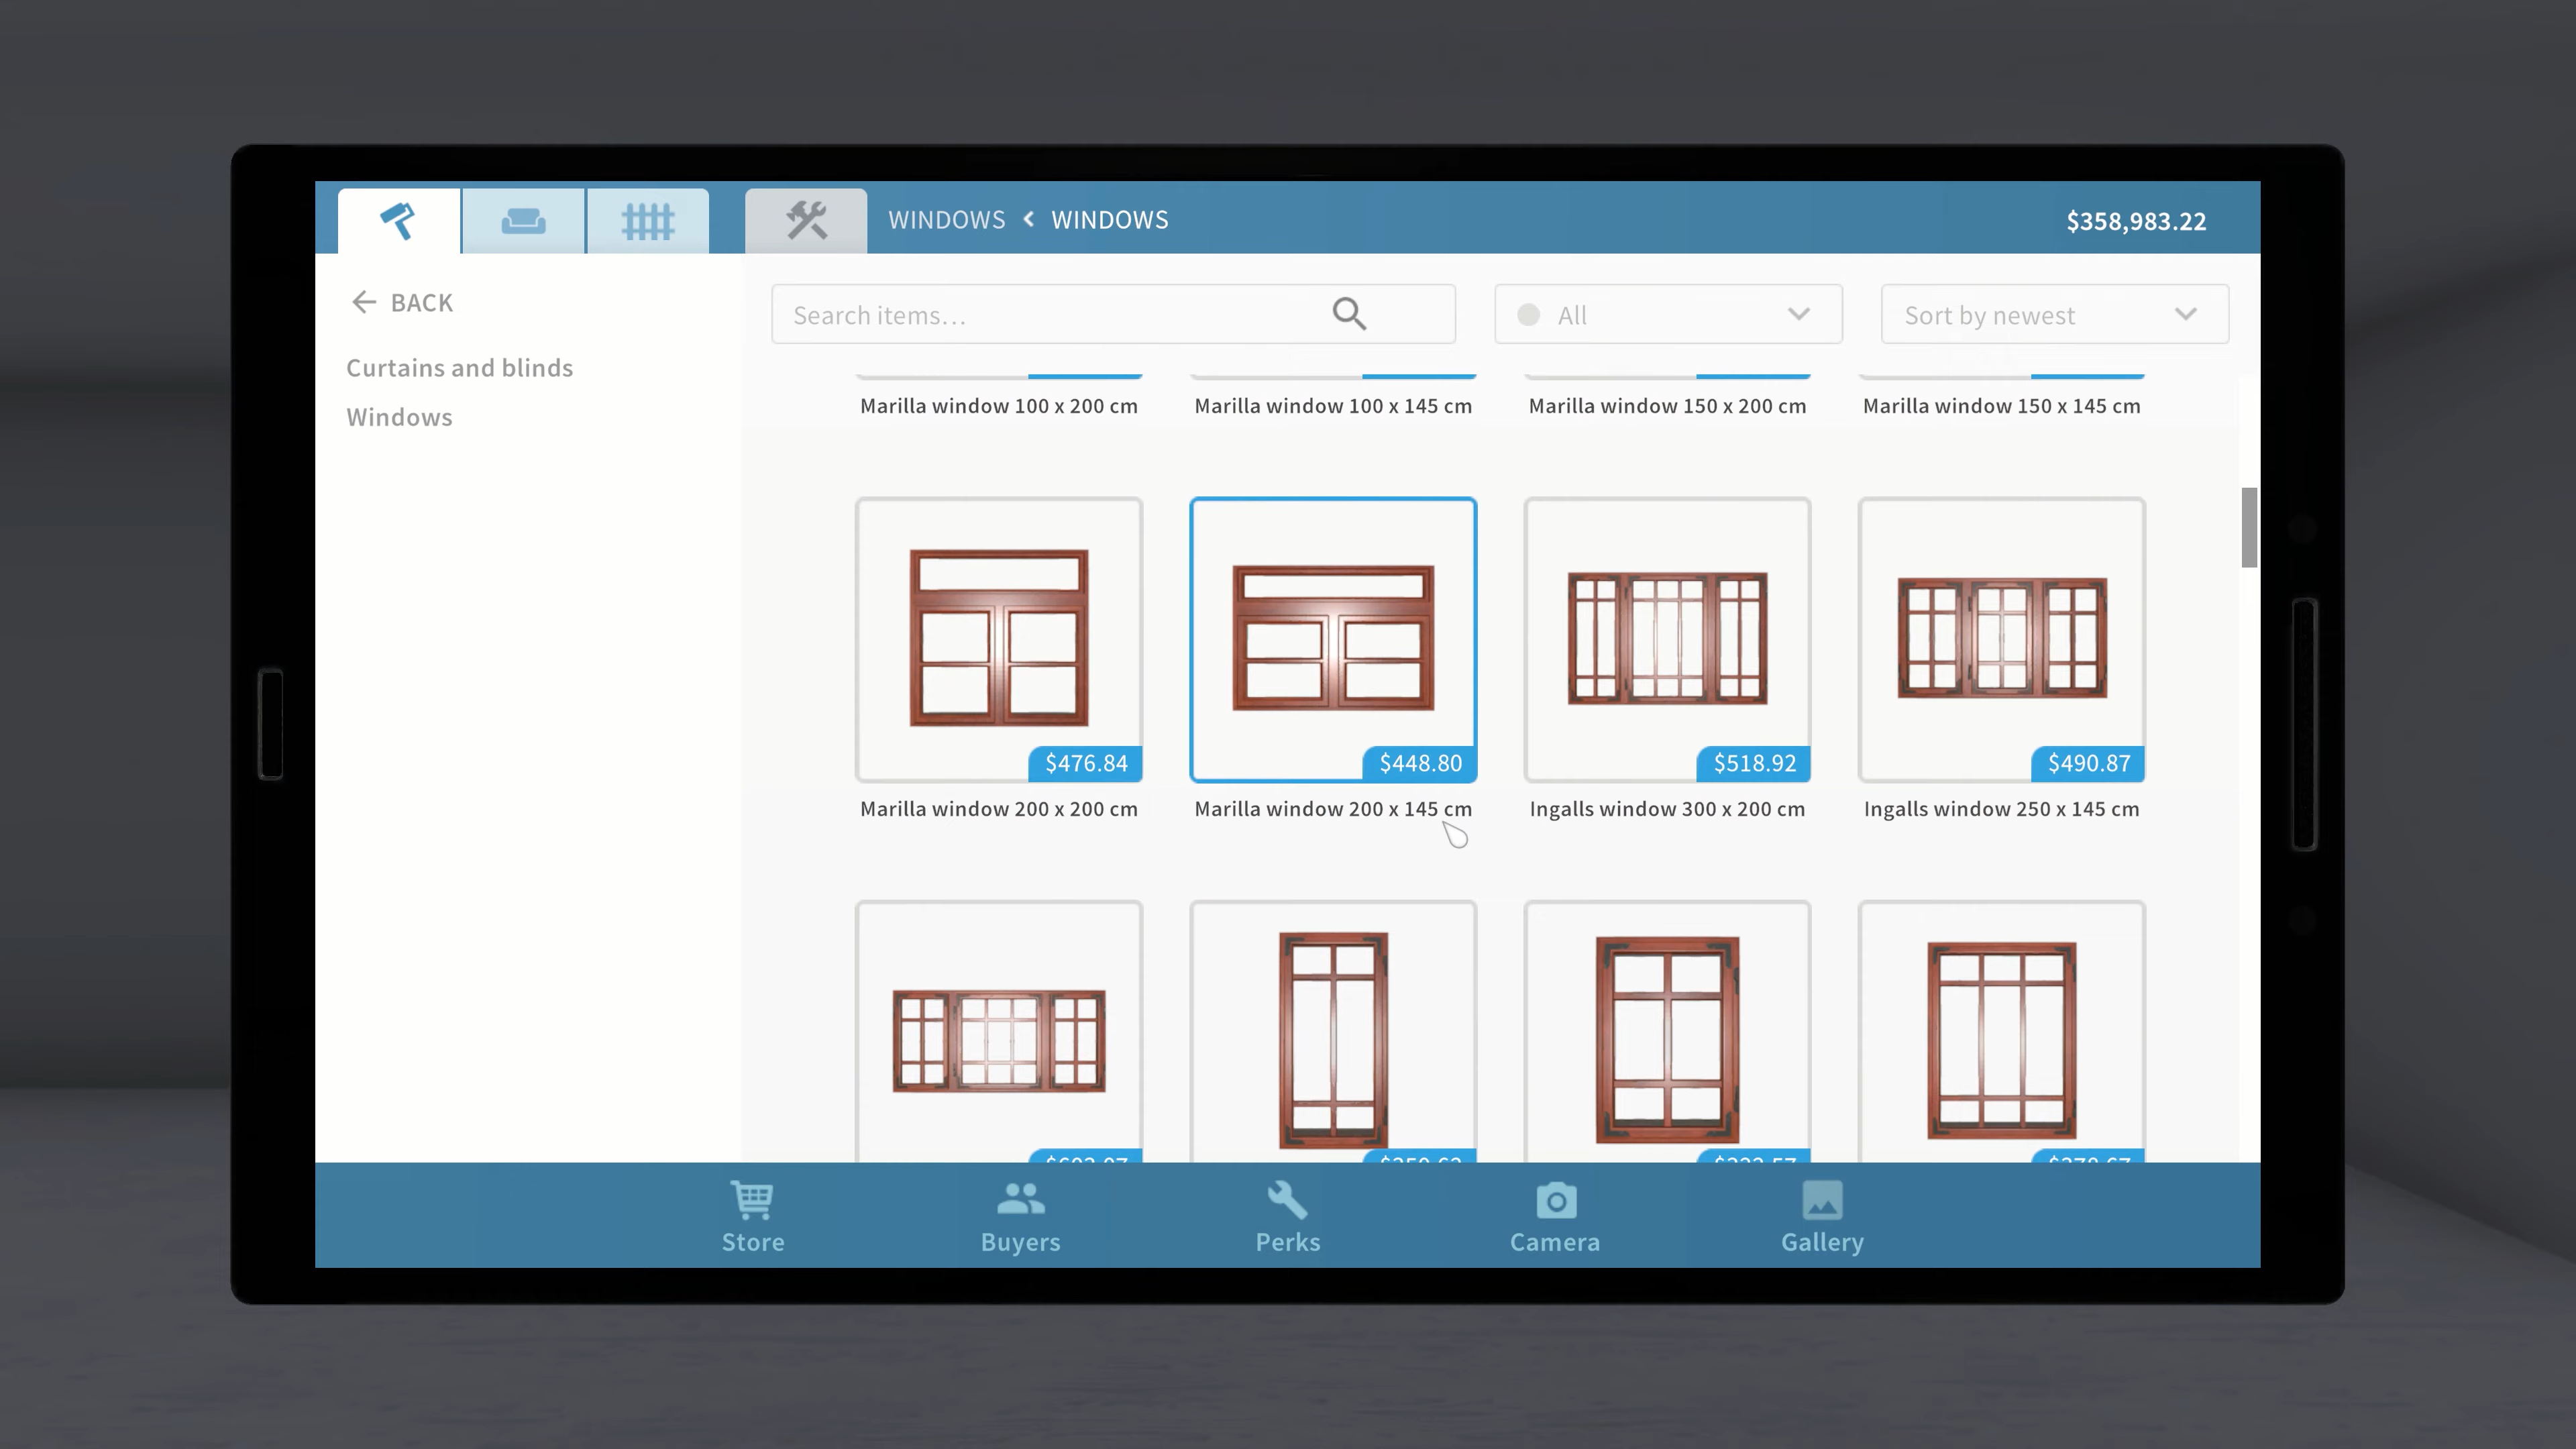 WINDOWS < WINDOWS
$358,983.22
BACK
Search items...
All
Sort by newest
Curtains and blinds
Windows
Marilla window 100 x 200 cm
Marilla window 100 x 145 cm
Marilla window 150 x 200 cm
Marilla window 150 x 145 cm
$476.84
$448.80
$518.92
$490.87
Marilla window 200 x 200 cm
Marilla window 200 x 145 cm
Ingalls window 300 x 200 cm
Ingalls window 250 x 145 cm
Store
Buyers
Perks
Camera
Gallery